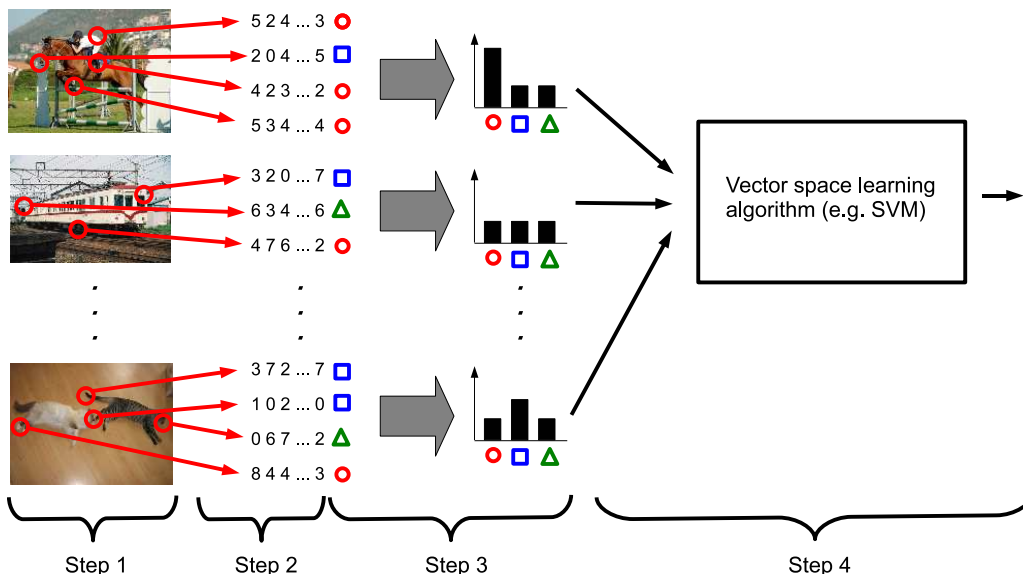 5 2 4 ... 3
2 0 4 ... 5
4 2 3 ... 2
5 3 4 ... 4
3 2 0 ... 7
6 3 4 ... 6
4 7 6 ... 2
Vector space learning
algorithm (e.g. SVM)
3 7 2 ... 7
1 0 2 ... 0
0 6 7 ... 2
8 4 4 ... 3
Step 1
Step 2
Step 3
Step 4